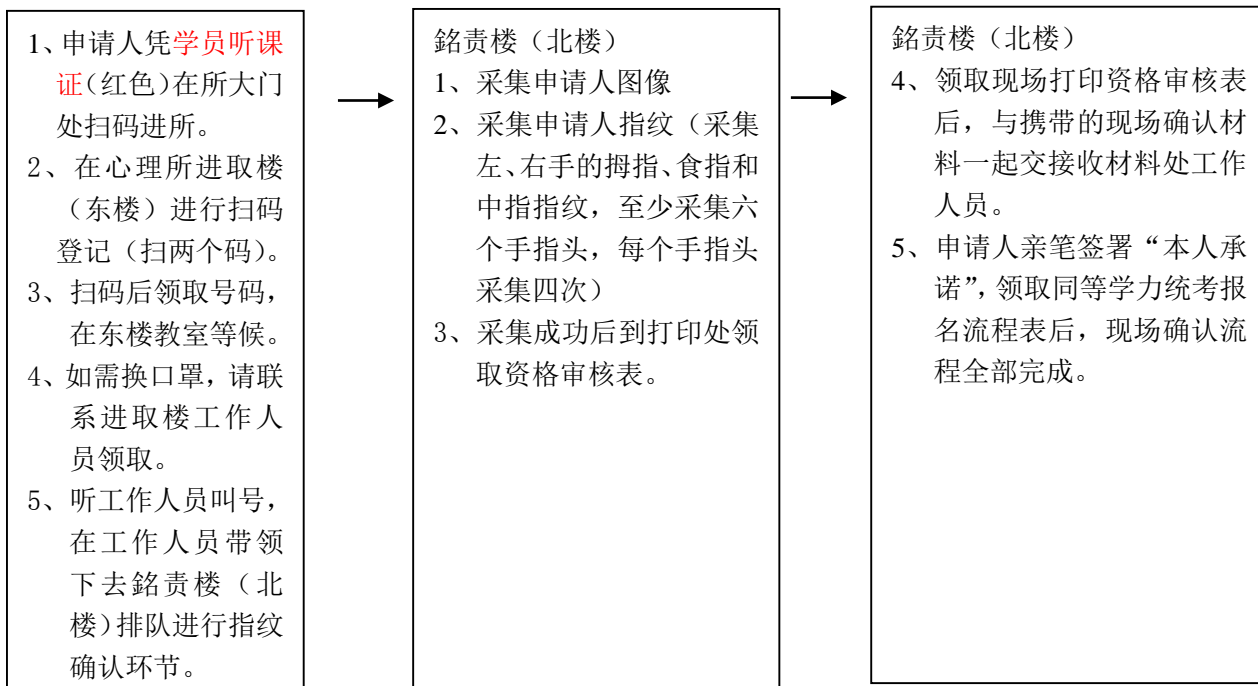 1、申请人凭学员听课
证(红色)在所大门
处扫码进所。
2、在心理所进取楼
（东楼）进行扫码
登记（扫两个码）。
3、扫码后领取号码，
在东楼教室等候。
4、如需换口罩，请联
系进取楼工作人
员领取。
5、听工作人员叫号，
在工作人员带领
下去銘责楼（北
楼）排队进行指纹
确认环节。
銘责楼（北楼）
1、采集申请人图像
2、采集申请人指纹（采集
左、右手的拇指、食指和
中指指纹，至少采集六
个手指头，每个手指头
采集四次）
3、采集成功后到打印处领
取资格审核表。
銘责楼（北楼）
4、领取现场打印资格审核表
后，与携带的现场确认材
料一起交接收材料处工作
人员。
5、申请人亲笔签署“本人承
诺”，领取同等学力统考报
名流程表后，现场确认流
程全部完成。